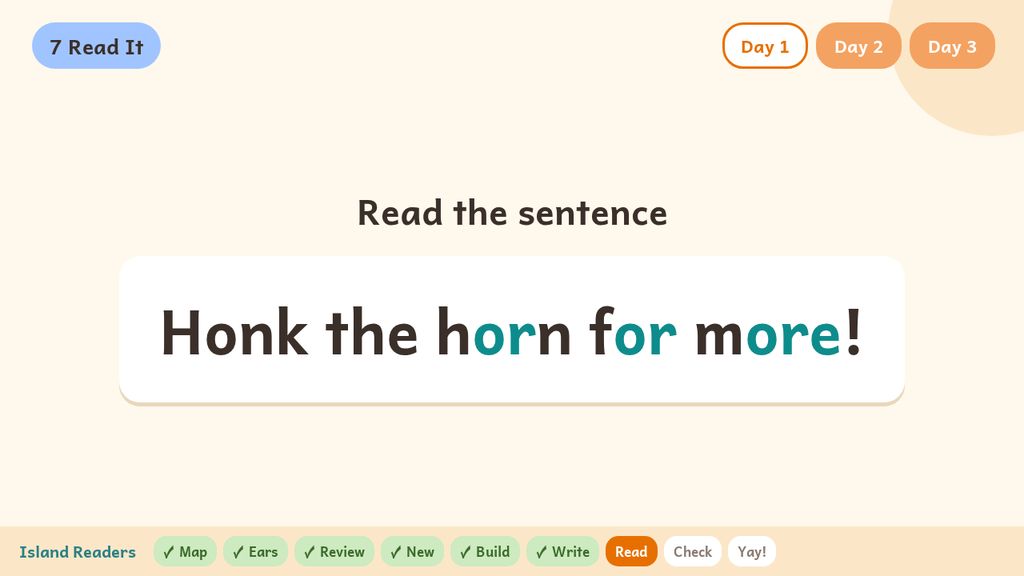 7 Read It
Day 1 Day 2 Day 3
Read the sentence
Honk the horn for more!
Island Readers ✓ Map ✓ Ears ✓ Review ✓ New ✓ Build ✓ Write Read Check Yay!